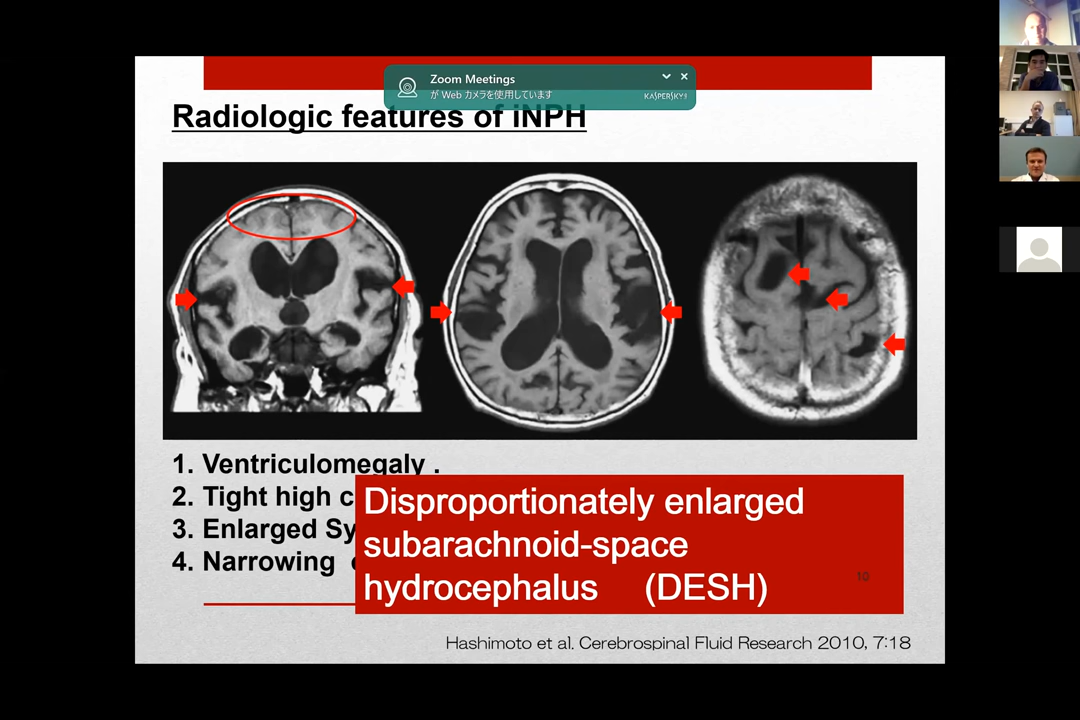 Zoom Meetings
が Web カメラを使用しています
KASPERSKY
Radiologic features of iNPH
1. Ventriculomegaly .
2. Tight high c
3. Enlarged Sy
4. Narrowing
Disproportionately enlarged
subarachnoid-space
hydrocephalus (DESH)
10
Hashimoto et al. Cerebrospinal Fluid Research 2010, 7:18